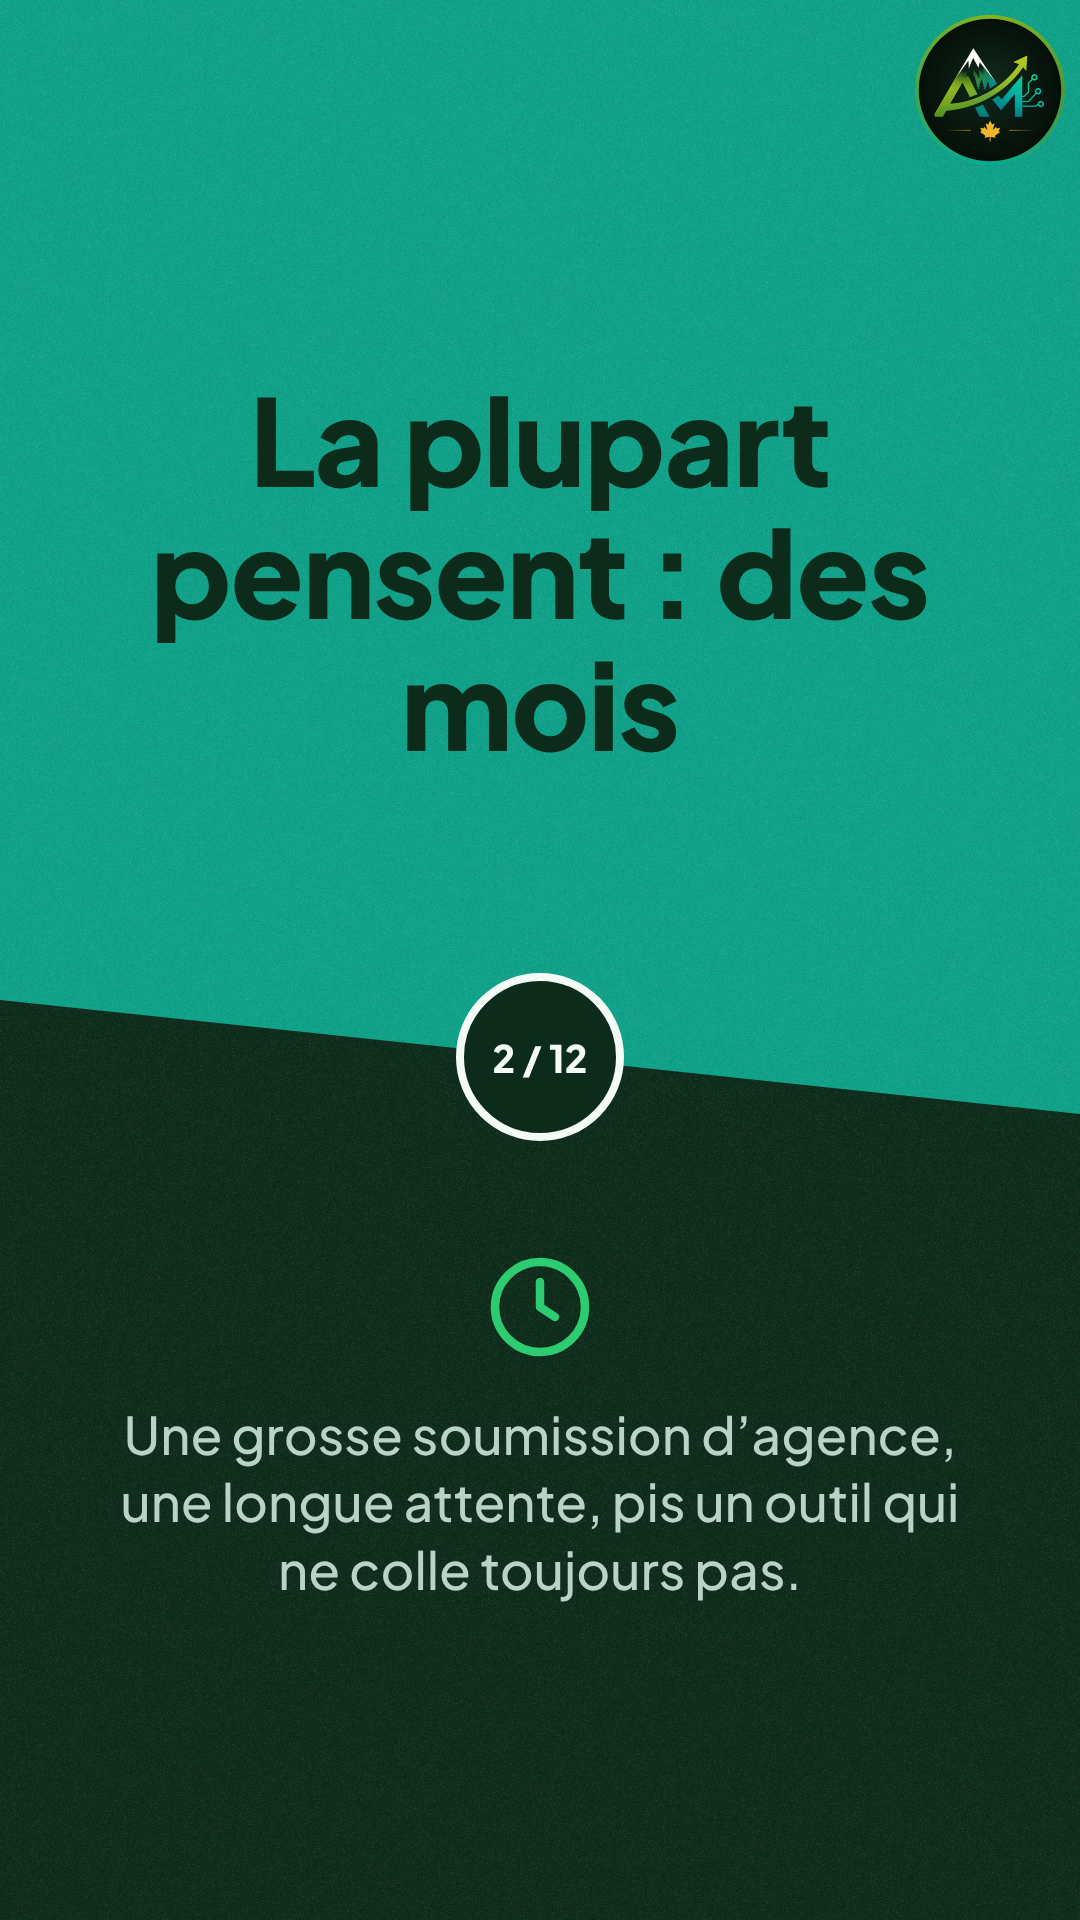 AM
La plupart
pensent : des
mois
2 / 12
Une grosse soumission d’agence,
une longue attente, pis un outil qui
ne colle toujours pas.